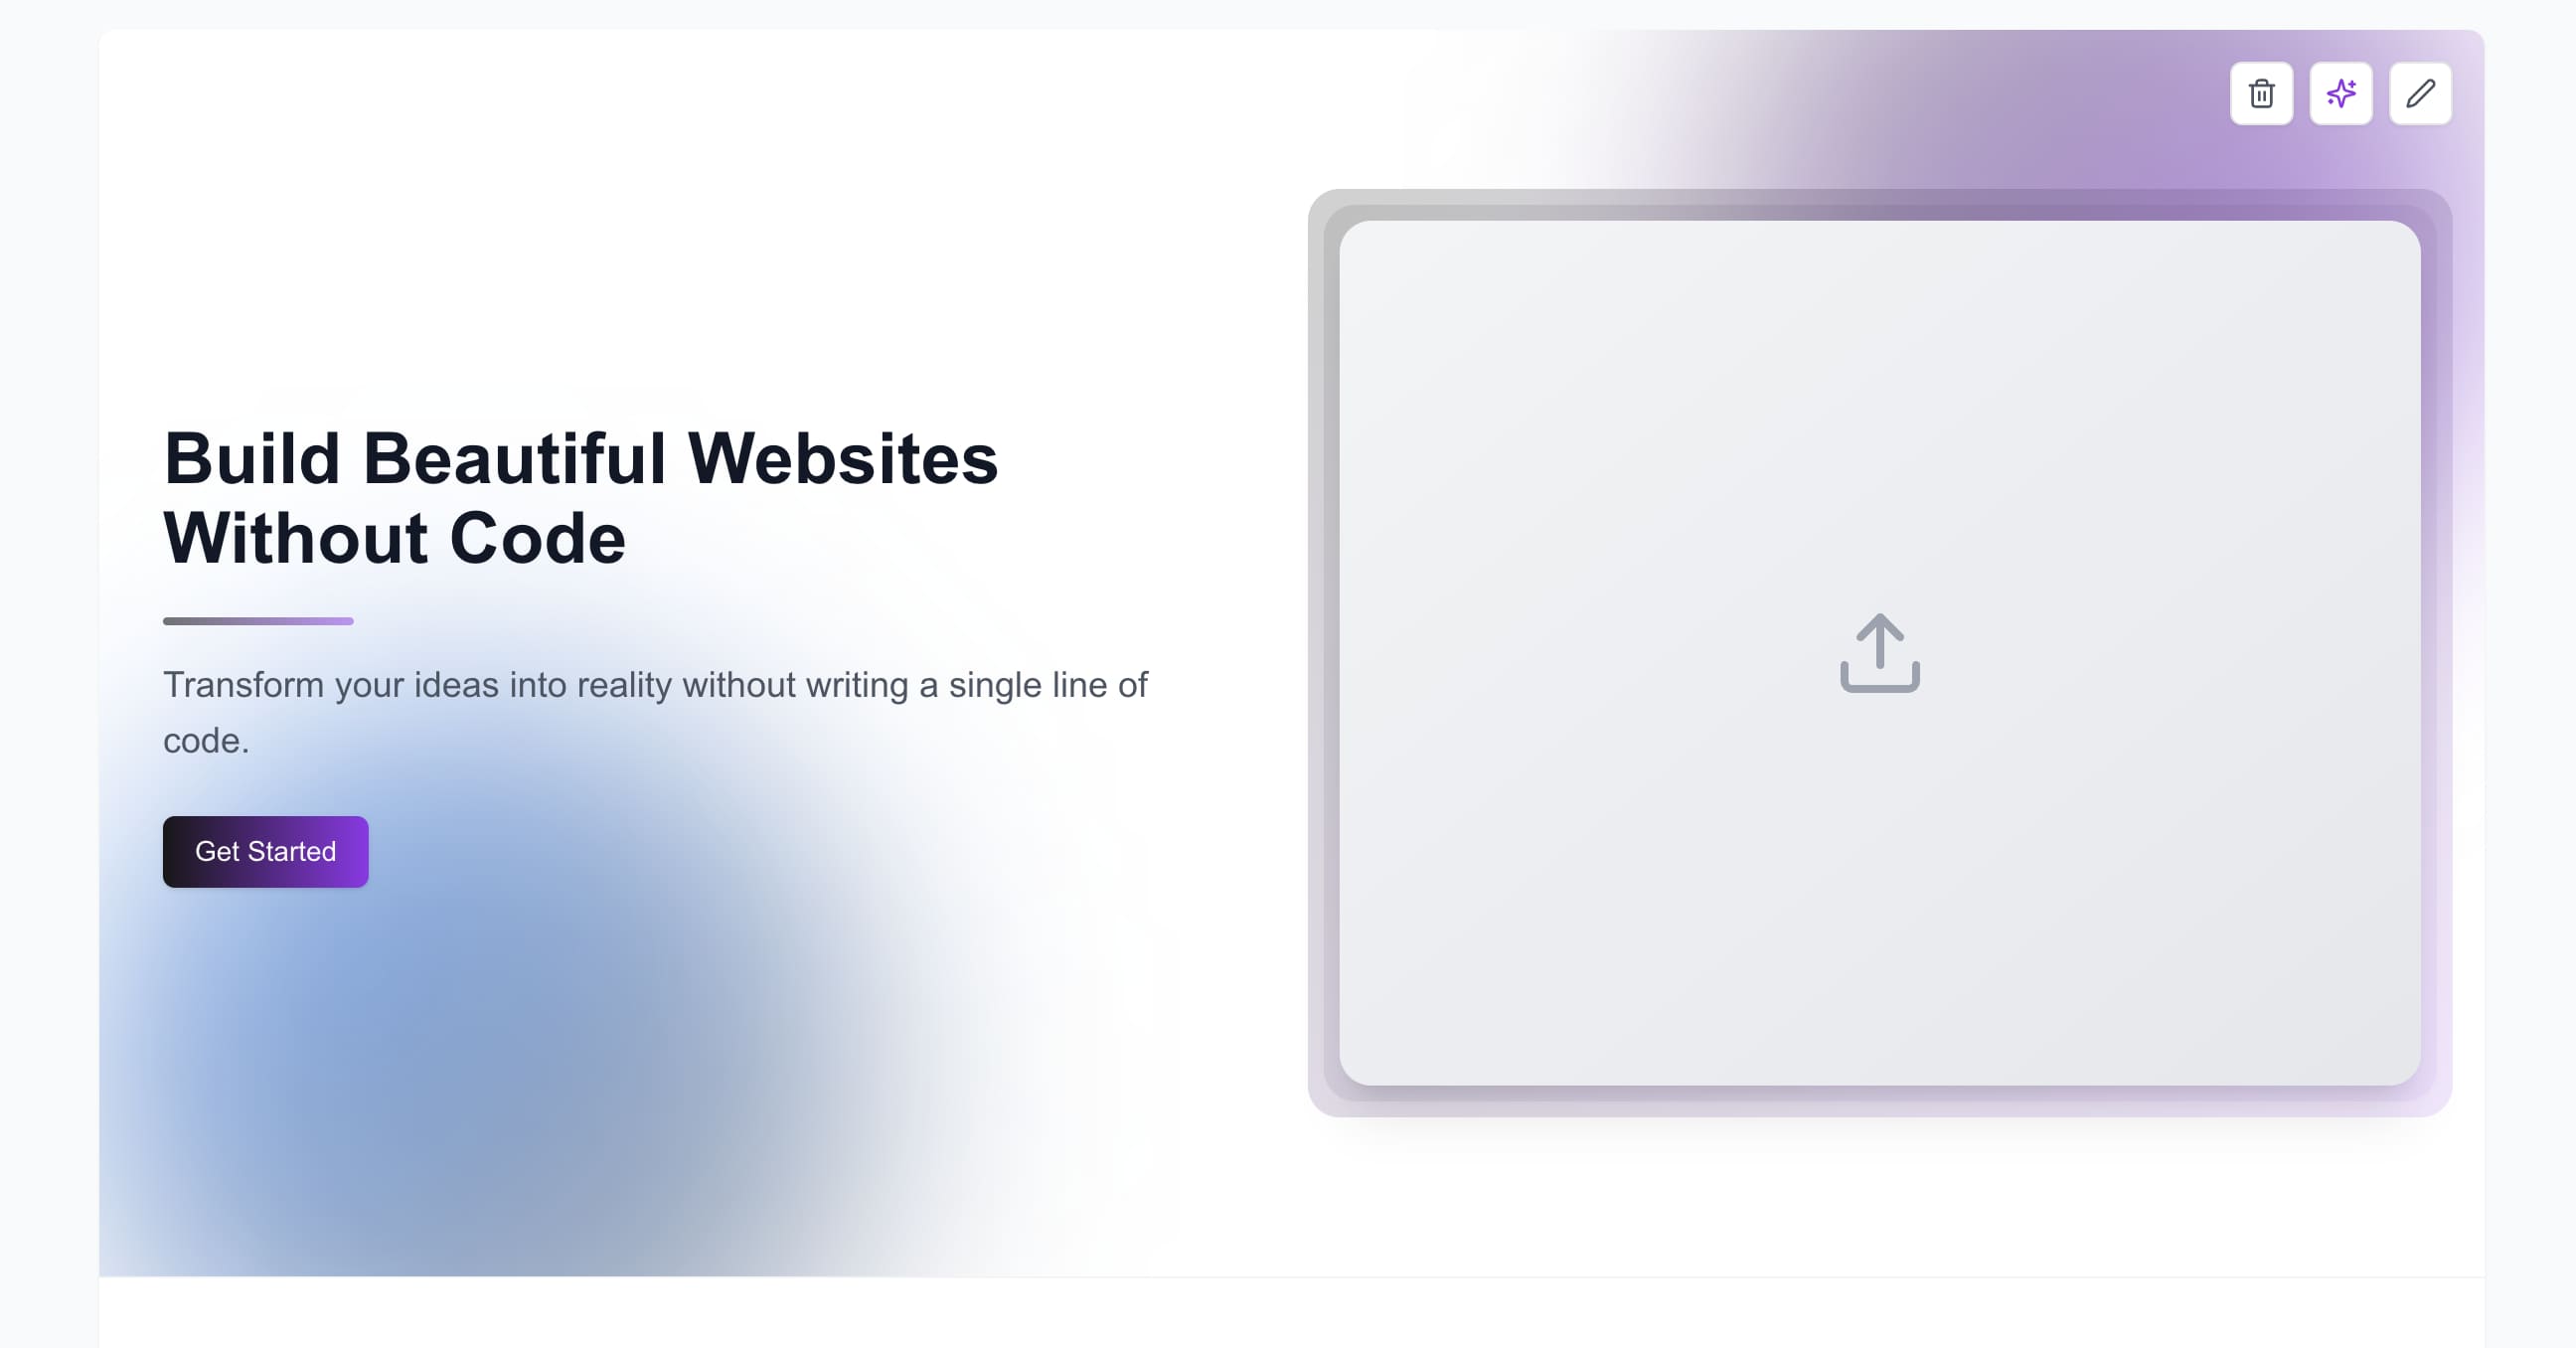 Build Beautiful Websites
Without Code
Transform your ideas into reality without writing a single line of
code.
Get Started